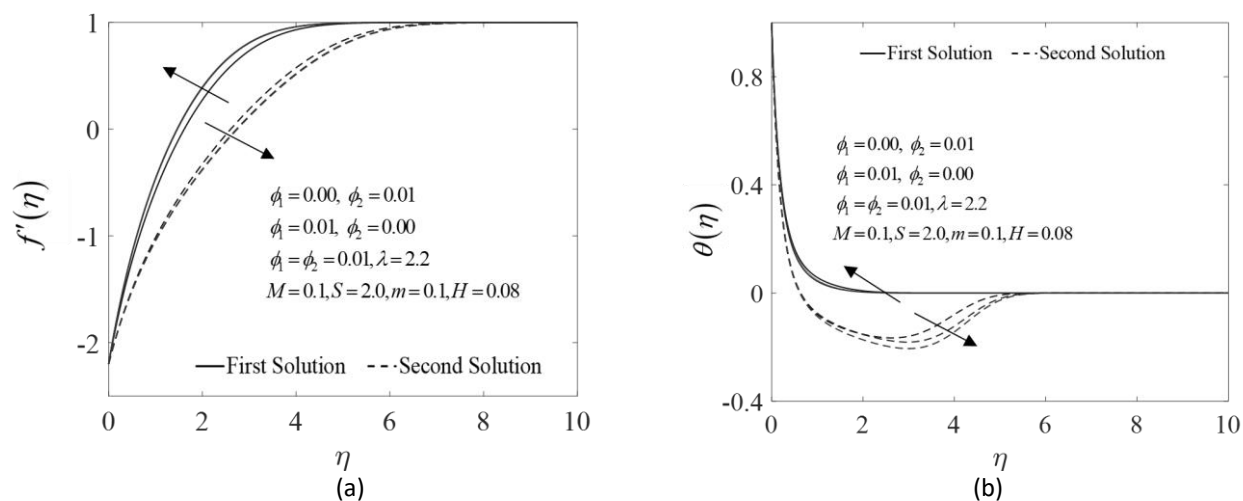 1
0
-1
-2
f'(η)
ϕ₁=0.00, ϕ₂=0.01
ϕ₁=0.01, ϕ₂=0.00
ϕ₁=ϕ₂=0.01,λ=2.2
M=0.1,S=2.0,m=0.1,H=0.08
First Solution Second Solution
0 2 4 6 8 10
η
(a)
First Solution Second Solution
0.8
0.4
0
-0.4
θ(η)
ϕ₁=0.00, ϕ₂=0.01
ϕ₁=0.01, ϕ₂=0.00
ϕ₁=ϕ₂=0.01,λ=2.2
M=0.1,S=2.0,m=0.1,H=0.08
0 2 4 6 8 10
η
(b)